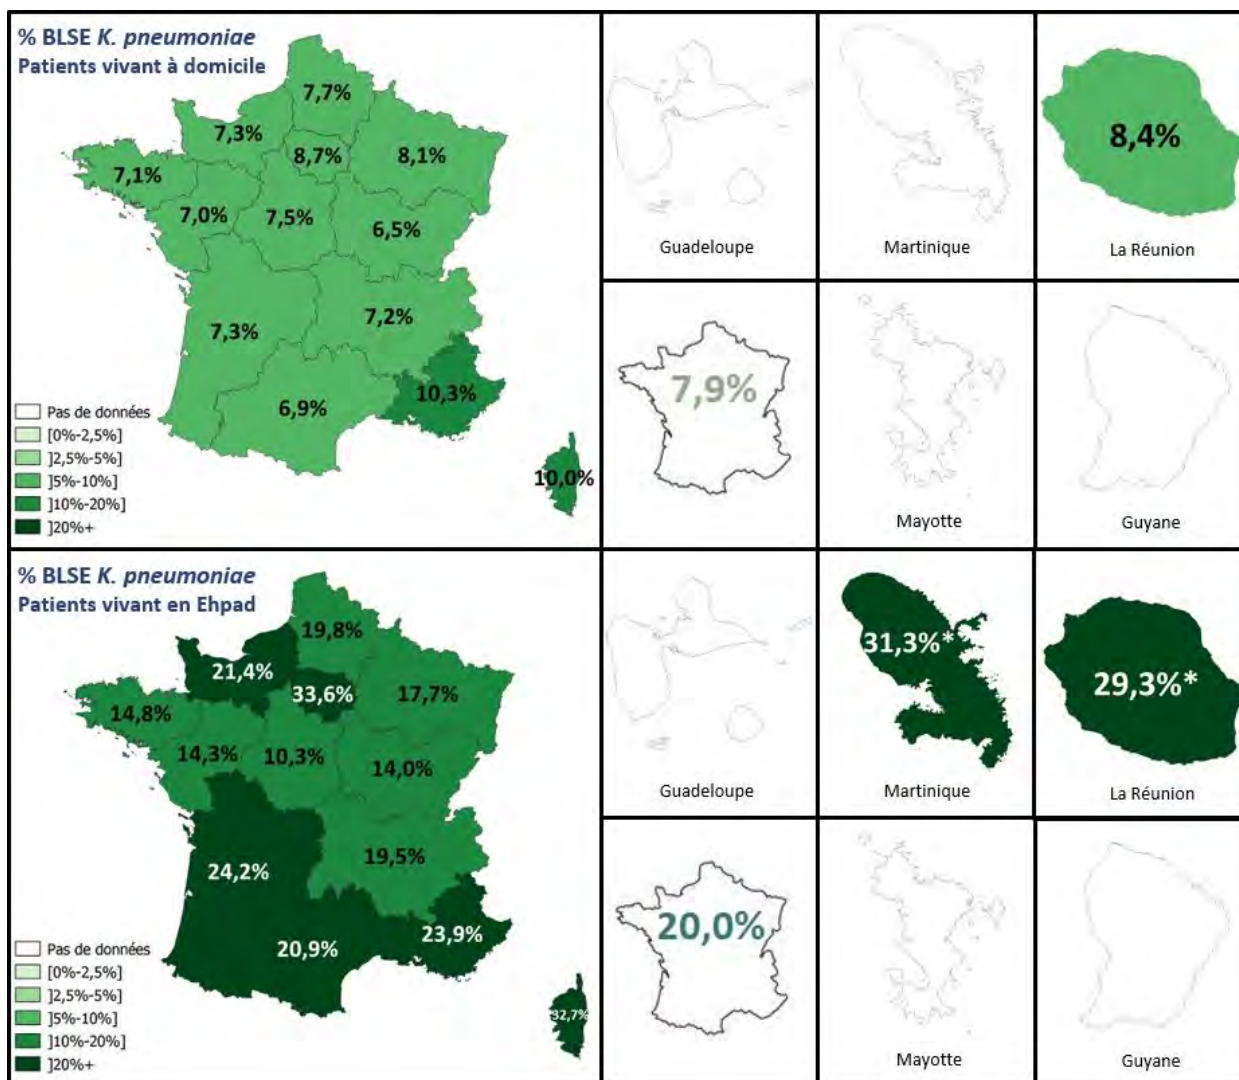 % BLSE K. pneumoniae
Patients vivant à domicile
7,7%
7,3%
8,7%
8,1%
7,1%
7,0%
7,5%
6,5%
7,3%
7,2%
6,9%
10,3%
10,0%
Pas de données
[0%-2,5%]
]2,5%-5%]
]5%-10%]
]10%-20%]
]20%+
Guadeloupe
Martinique
8,4%
La Réunion
7,9%
Mayotte
Guyane
% BLSE K. pneumoniae
Patients vivant en Ehpad
19,8%
21,4%
33,6%
17,7%
14,8%
14,3%
10,3%
14,0%
19,5%
24,2%
20,9%
23,9%
32,7%
Pas de données
[0%-2,5%]
]2,5%-5%]
]5%-10%]
]10%-20%]
]20%+
Guadeloupe
31,3%*
Martinique
29,3%*
La Réunion
20,0%
Mayotte
Guyane